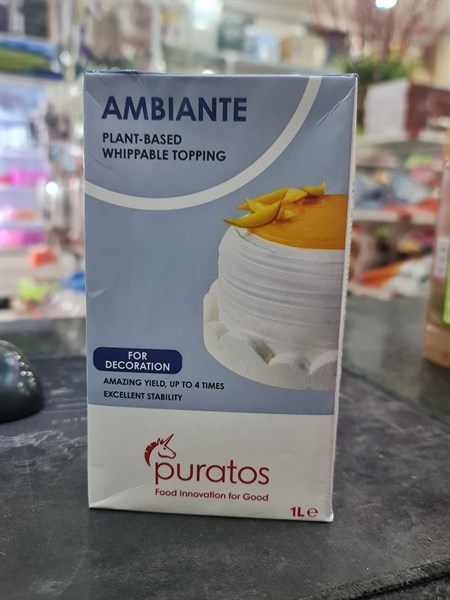 AMBIANTE
PLANT-BASED
WHIPPABLE TOPPING
FOR
DECORATION
AMAZING YIELD, UP TO 4 TIMES
EXCELLENT STABILITY
puratos
Food Innovation for Good
1L e